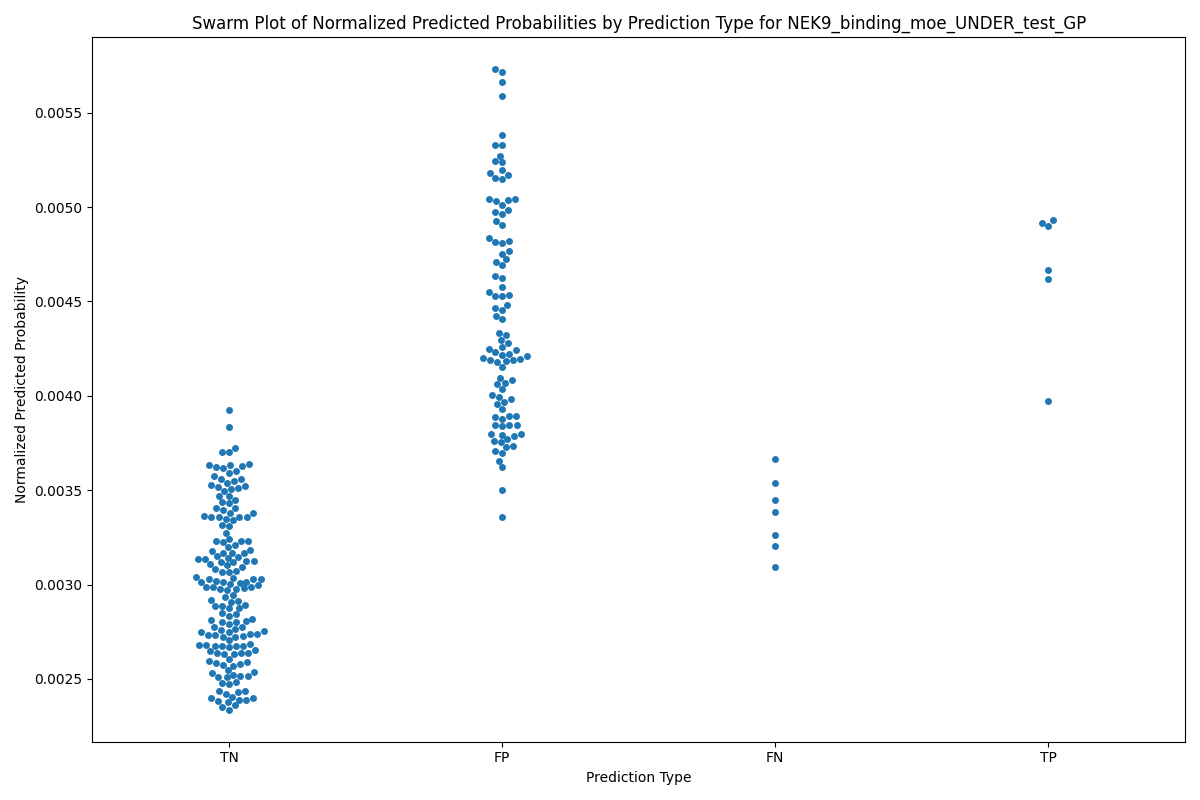 Swarm Plot of Normalized Predicted Probabilities by Prediction Type for NEK9_binding_moe_UNDER_test_GP
Normalized Predicted Probability
0.0055
0.0050
0.0045
0.0040
0.0035
0.0030
0.0025
TN FP FN TP
Prediction Type